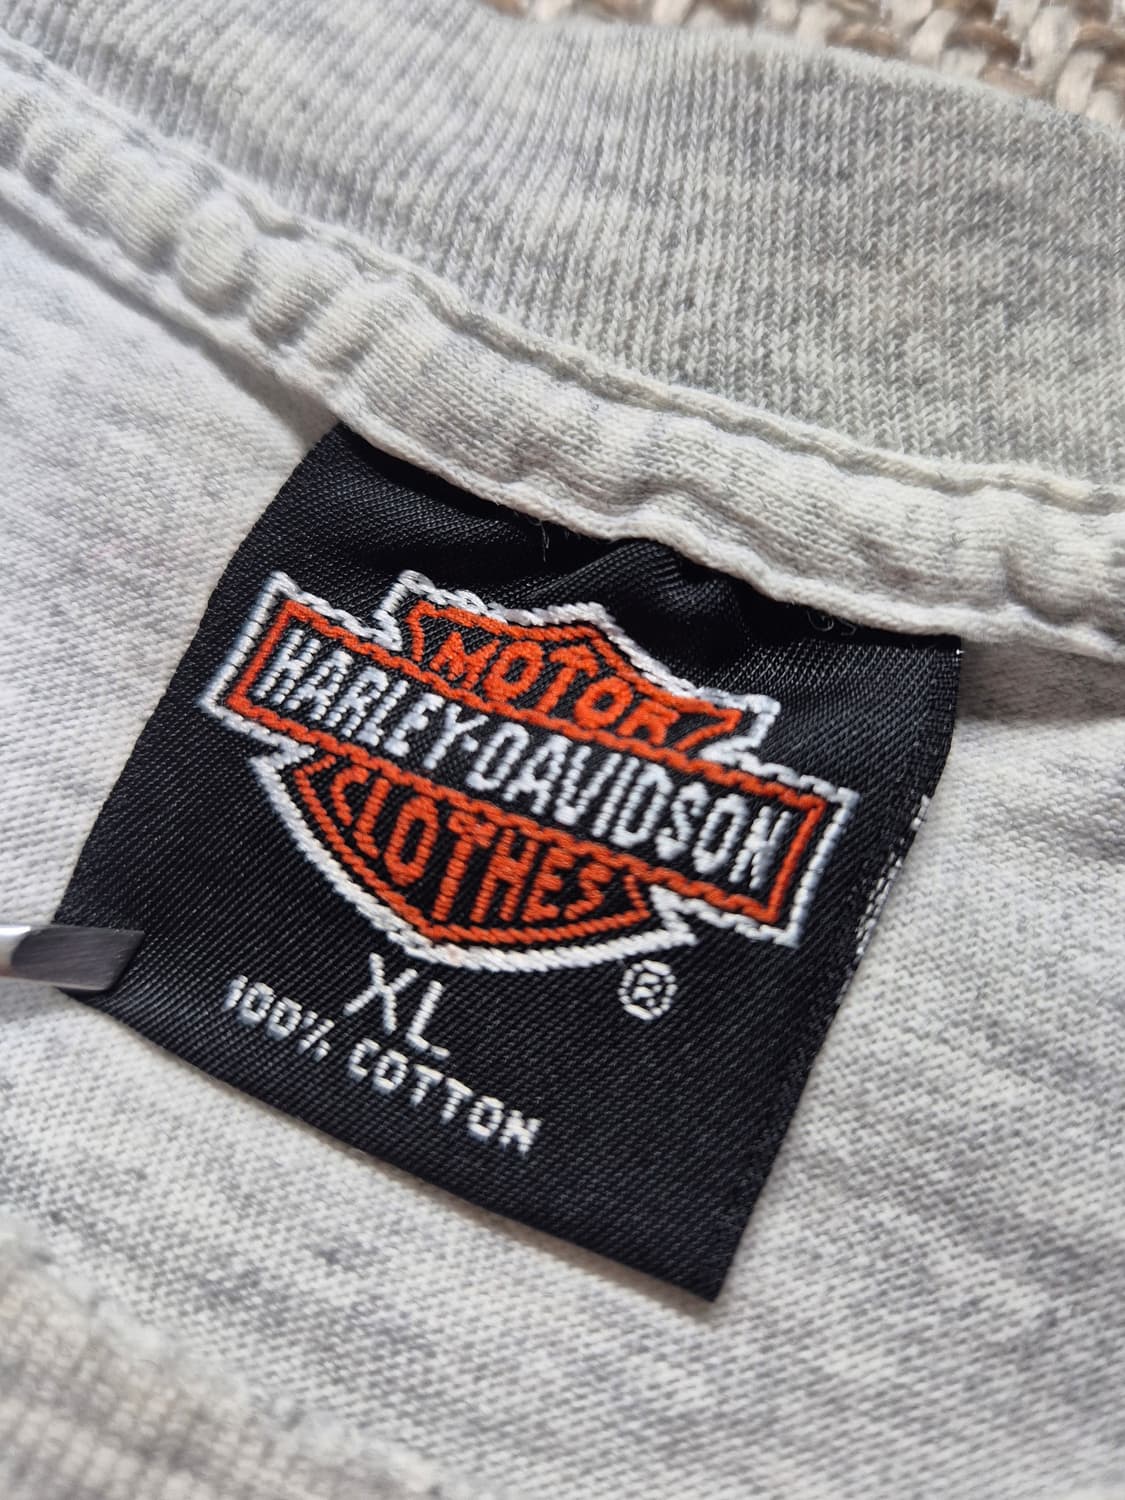 MOTOR
HARLEY-DAVIDSON
CLOTHES
®
XL
100% COTTON